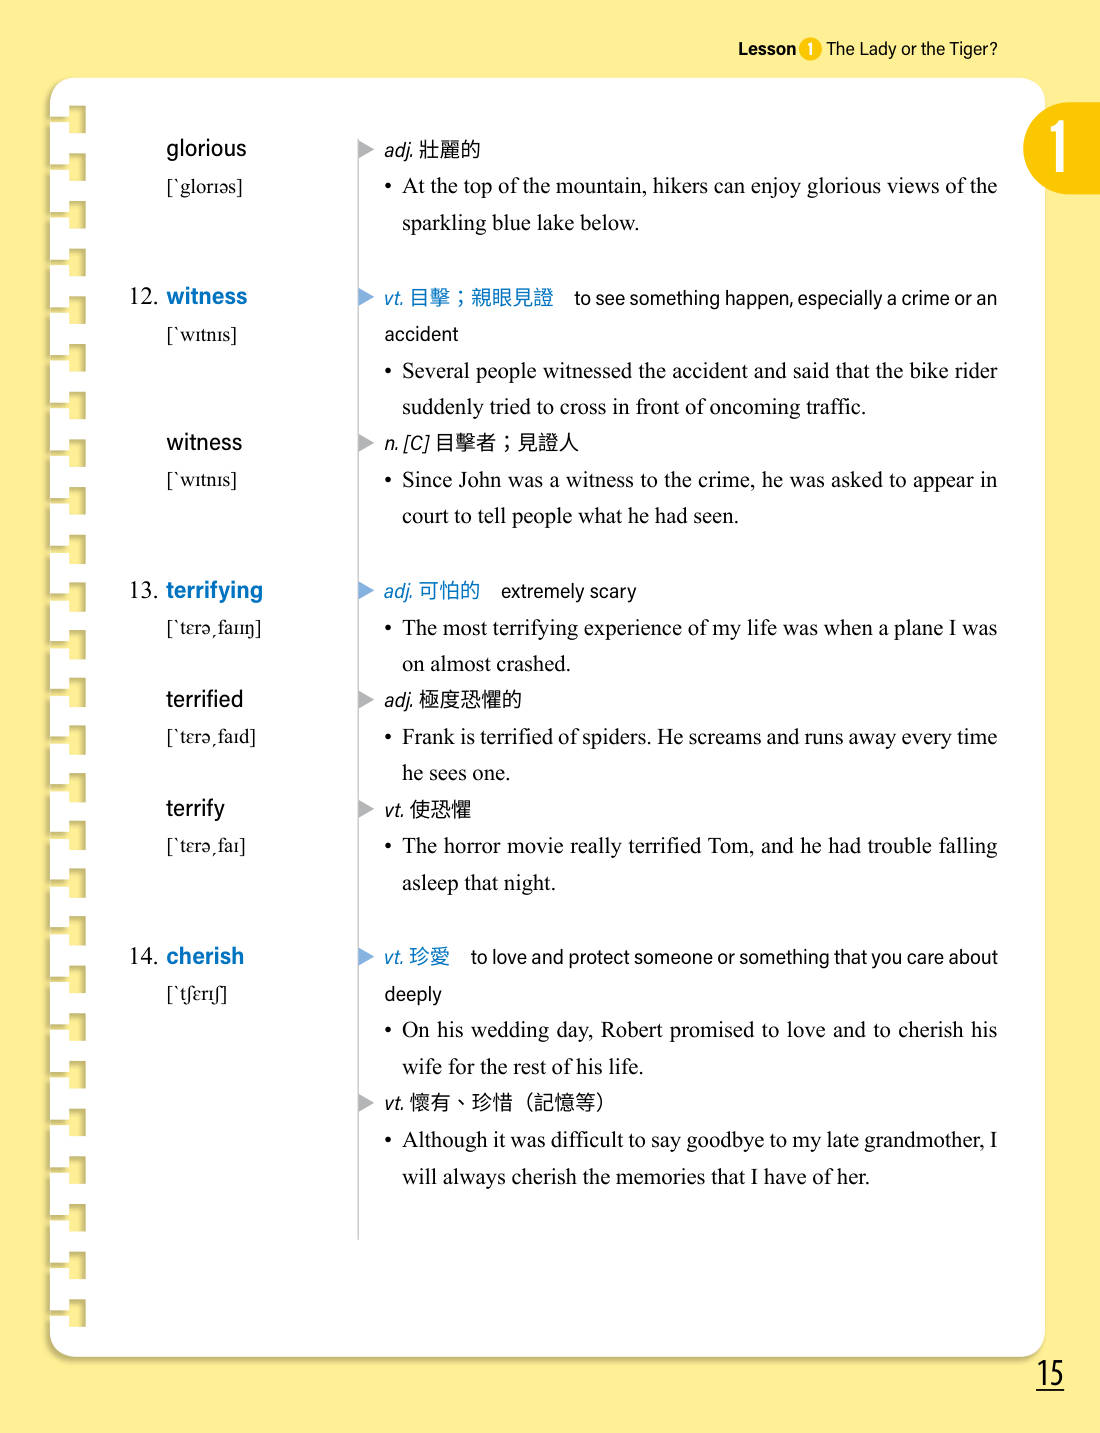 Lesson 1 The Lady or the Tiger?
1
glorious
[ˋglorɪəs]
adj. 壯麗的
• At the top of the mountain, hikers can enjoy glorious views of the
sparkling blue lake below.
12. witness
[ˋwɪtnɪs]
vt. 目擊；親眼見證 to see something happen, especially a crime or an
accident
• Several people witnessed the accident and said that the bike rider
suddenly tried to cross in front of oncoming traffic.
witness
[ˋwɪtnɪs]
n. [C] 目擊者；見證人
• Since John was a witness to the crime, he was asked to appear in
court to tell people what he had seen.
13. terrifying
[ˋtɛrəˏfaɪɪŋ]
adj. 可怕的 extremely scary
• The most terrifying experience of my life was when a plane I was
on almost crashed.
terrified
[ˋtɛrəˏfaɪd]
adj. 極度恐懼的
• Frank is terrified of spiders. He screams and runs away every time
he sees one.
terrify
[ˋtɛrəˏfaɪ]
vt. 使恐懼
• The horror movie really terrified Tom, and he had trouble falling
asleep that night.
14. cherish
[ˋtʃɛrɪʃ]
vt. 珍愛 to love and protect someone or something that you care about
deeply
• On his wedding day, Robert promised to love and to cherish his
wife for the rest of his life.
vt. 懷有、珍惜（記憶等）
• Although it was difficult to say goodbye to my late grandmother, I
will always cherish the memories that I have of her.
15